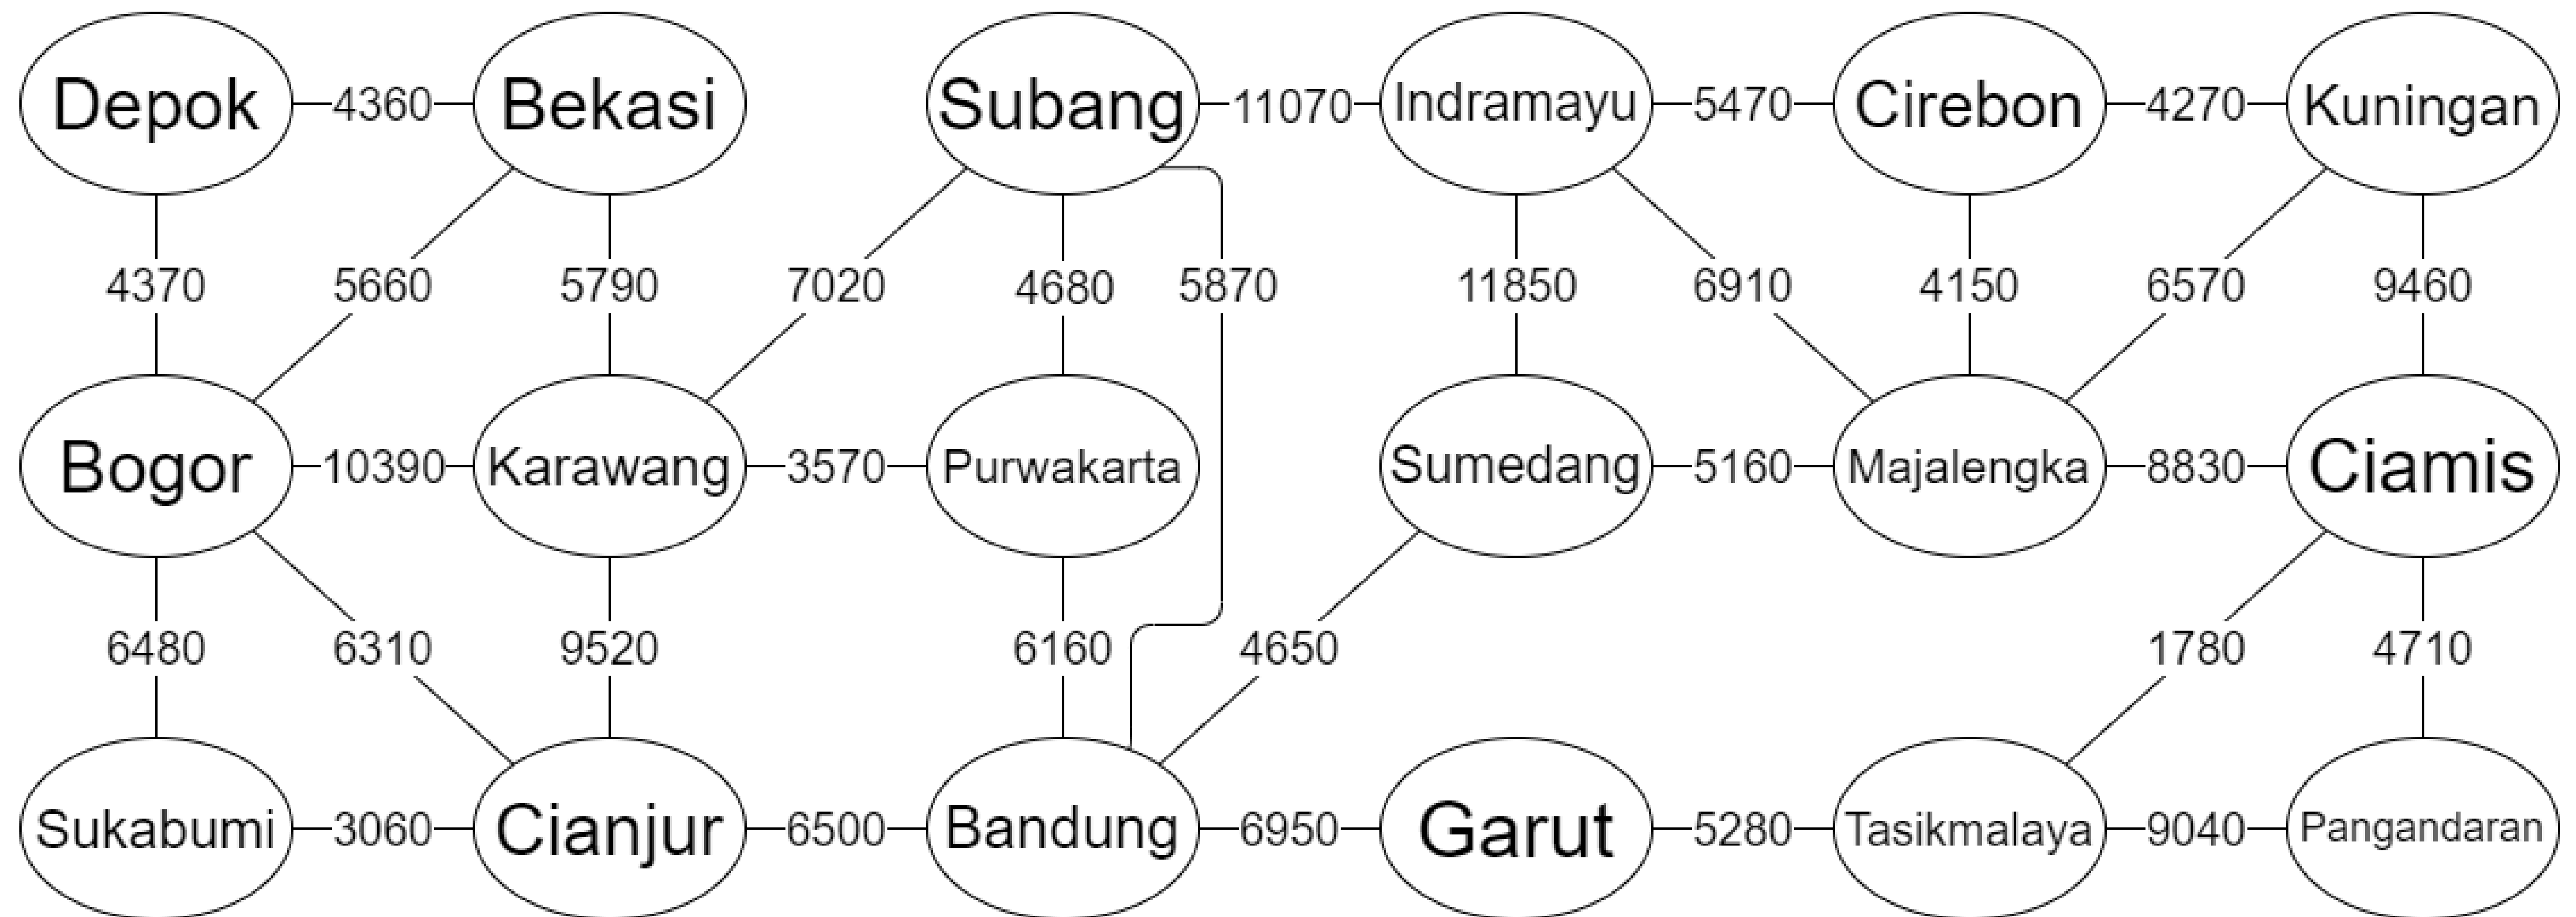 Depok 4360 Bekasi Subang 11070 Indramayu 5470 Cirebon 4270 Kuningan
4370 5660 5790 7020 4680 5870 11850 6910 4150 6570 9460
Bogor 10390 Karawang 3570 Purwakarta Sumedang 5160 Majalengka 8830 Ciamis
6480 6310 9520 6160 4650 1780 4710
Sukabumi 3060 Cianjur 6500 Bandung 6950 Garut 5280 Tasikmalaya 9040 Pangandaran